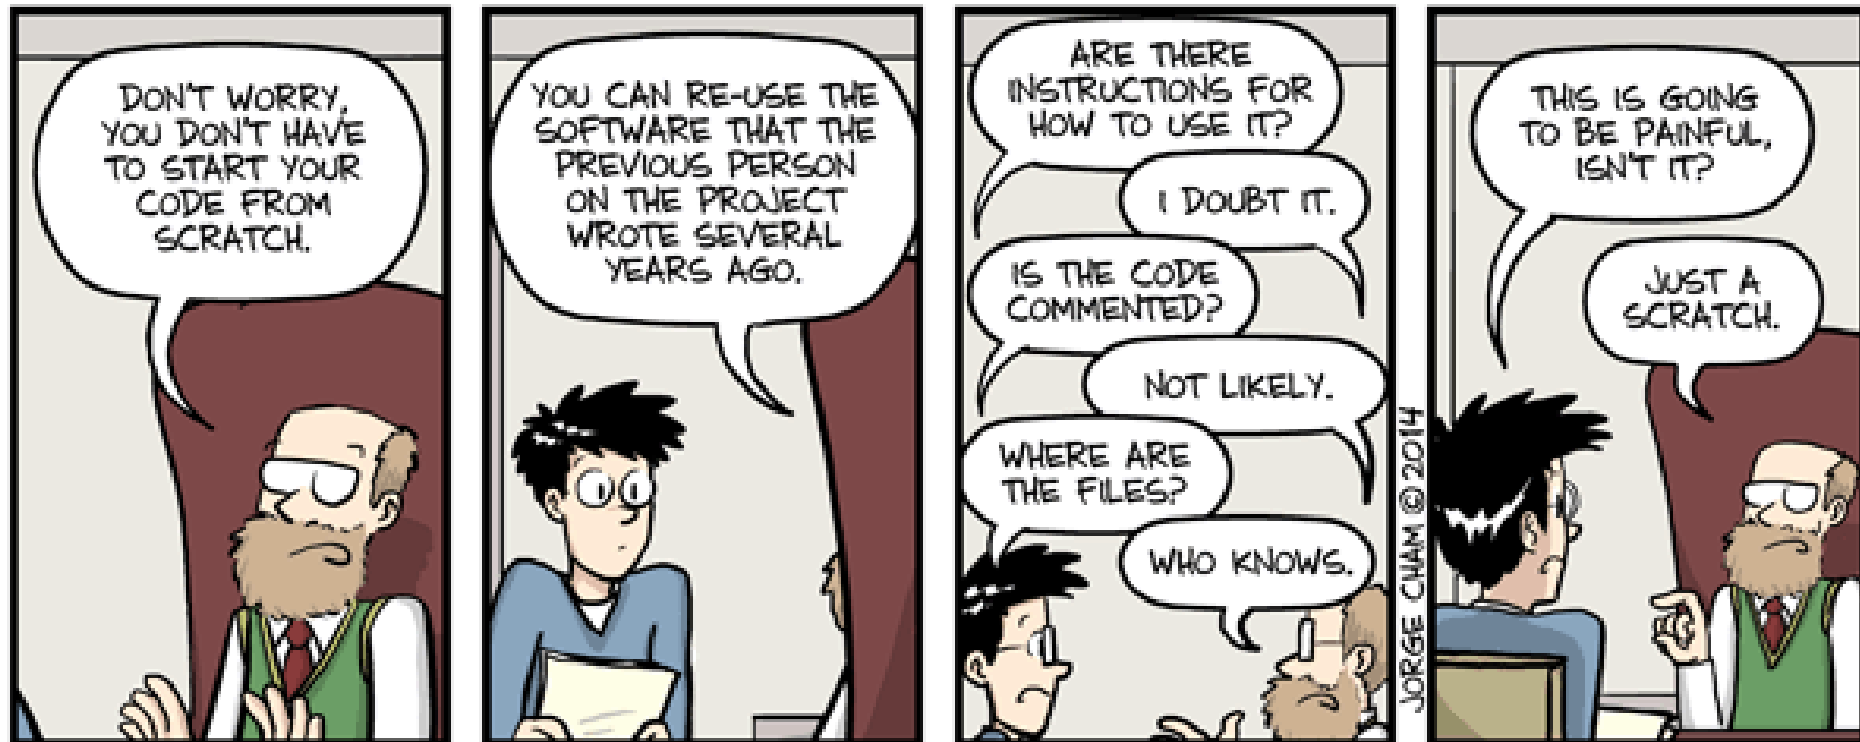 DON'T WORRY,
YOU DON'T HAVE
TO START YOUR
CODE FROM
SCRATCH.
YOU CAN RE-USE THE
SOFTWARE THAT THE
PREVIOUS PERSON
ON THE PROJECT
WROTE SEVERAL
YEARS AGO.
ARE THERE
INSTRUCTIONS FOR
HOW TO USE IT?
I DOUBT IT.
IS THE CODE
COMMENTED?
NOT LIKELY.
WHERE ARE
THE FILES?
WHO KNOWS.
JORGE CHAM © 2014
THIS IS GOING
TO BE PAINFUL,
ISN'T IT?
JUST A
SCRATCH.